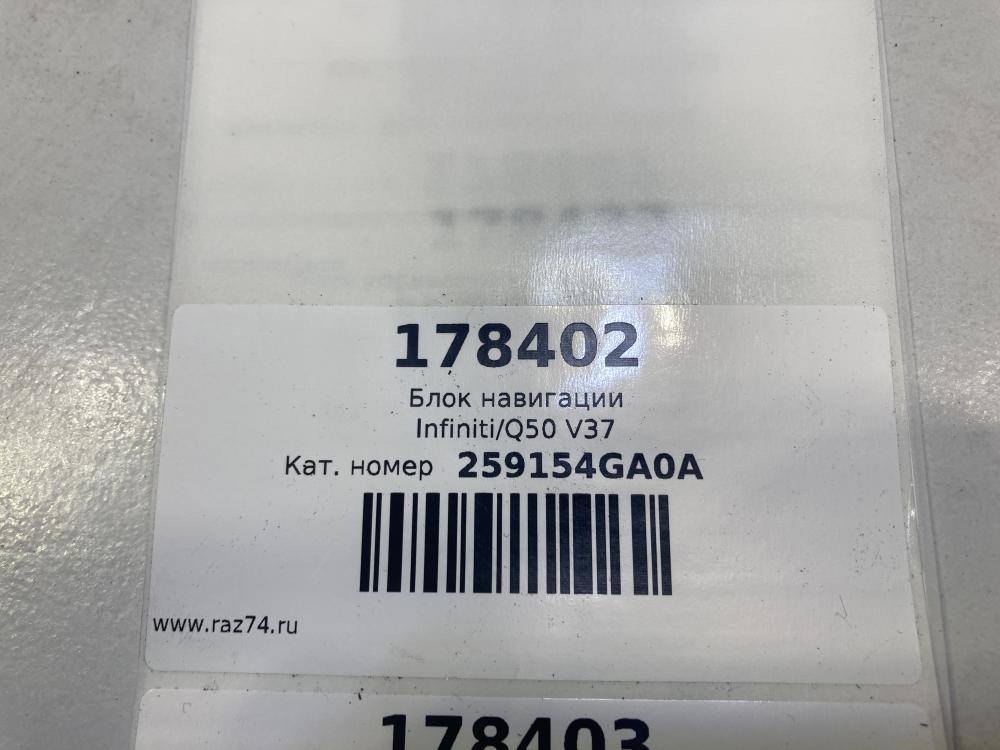 178402
Блок навигации
Infiniti/Q50 V37
Кат. номер 259154GA0A
www.raz74.ru
178403